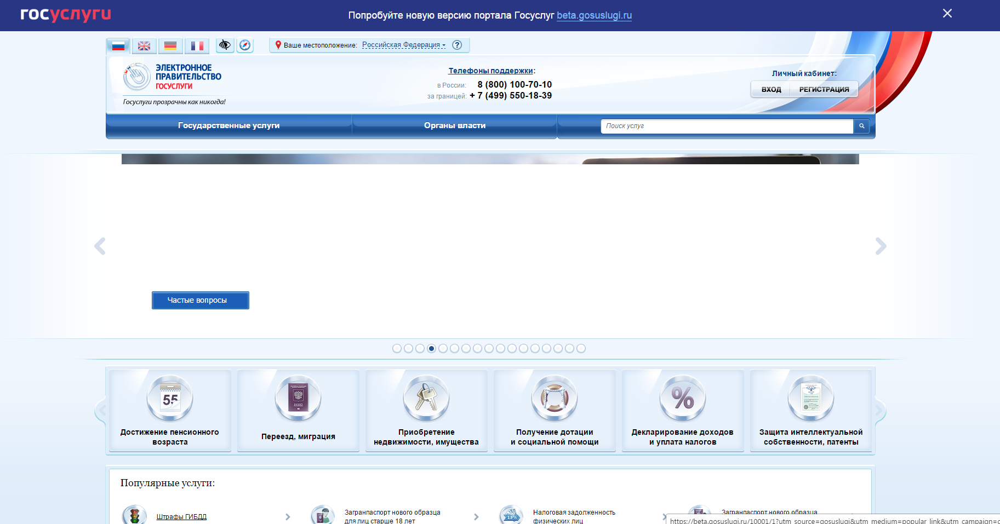 госуслуги
Попробуйте новую версию портала Госуслуг beta.gosuslugi.ru
Ваше местоположение: Российская Федерация
?
ЭЛЕКТРОННОЕ
ПРАВИТЕЛЬСТВО
ГОСУСЛУГИ
Госуслуги прозрачны как никогда!
Телефоны поддержки:
в России: 8 (800) 100-70-10
за границей: + 7 (499) 550-18-39
Личный кабинет:
ВХОД РЕГИСТРАЦИЯ
Государственные услуги
Органы власти
Поиск услуг
Частые вопросы
55
Достижение пенсионного
возраста
Переезд, миграция
Приобретение
недвижимости, имущества
Получение дотации
и социальной помощи
%
Декларирование доходов
и уплата налогов
Защита интеллектуальной
собственности, патенты
Популярные услуги:
Штрафы ГИБДД
Загранпаспорт нового образца
для лиц старше 18 лет
13%
Налоговая задолженность
физических лиц
Загранпаспорт нового образца
https://beta.gosuslugi.ru/10001/1?utm_source=gosuslugi&utm_medium=popular_link&utm_campaign=